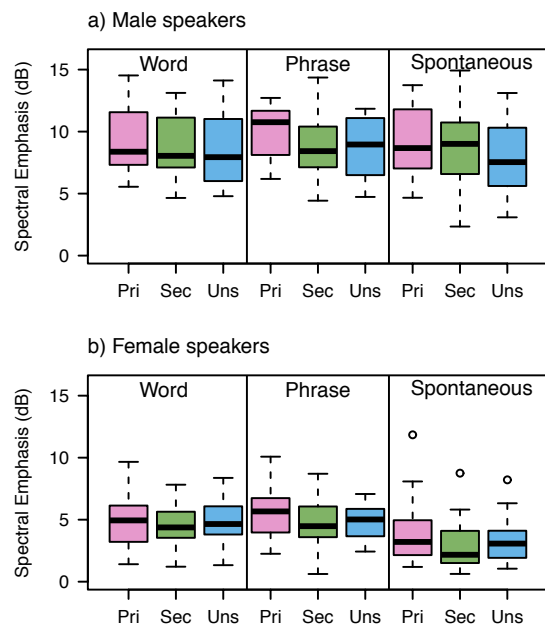 a) Male speakers
Word Phrase Spontaneous
Spectral Emphasis (dB)
15
10
5
0
Pri Sec Uns Pri Sec Uns Pri Sec Uns
b) Female speakers
Word Phrase Spontaneous
Spectral Emphasis (dB)
15
10
5
0
Pri Sec Uns Pri Sec Uns Pri Sec Uns